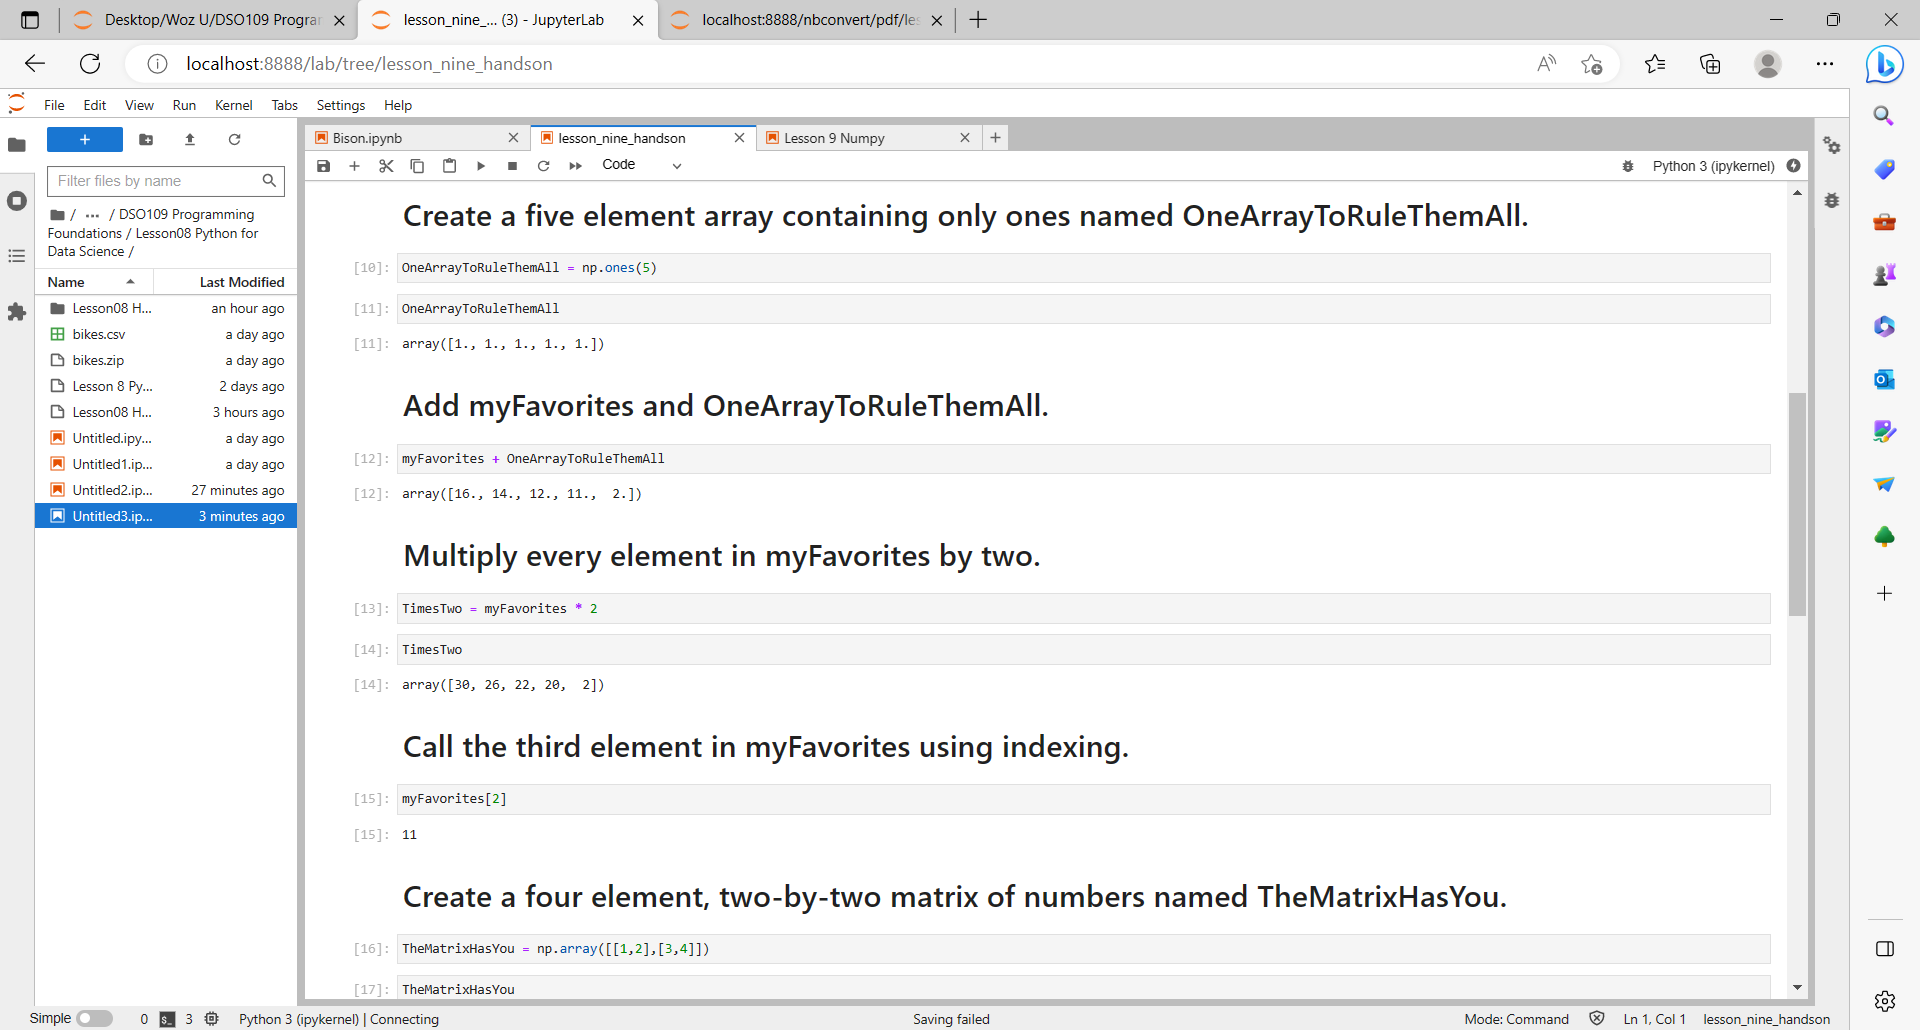 Desktop/Woz U/DSO109 Progra
lesson_nine_... (3) - JupyterLab
localhost:8888/nbconvert/pdf/les
localhost:8888/lab/tree/lesson_nine_handson
File Edit View Run Kernel Tabs Settings Help
Filter files by name
/ ... / DSO109 Programming
Foundations / Lesson08 Python for
Data Science /
Name Last Modified
Lesson08 H... an hour ago
bikes.csv a day ago
bikes.zip a day ago
Lesson 8 Py... 2 days ago
Lesson08 H... 3 hours ago
Untitled.ipy... a day ago
Untitled1.ip... a day ago
Untitled2.ip... 27 minutes ago
Untitled3.ip... 3 minutes ago
Bison.ipynb
lesson_nine_handson
Lesson 9 Numpy
Code
Python 3 (ipykernel)
Create a five element array containing only ones named OneArrayToRuleThemAll.
[10]: OneArrayToRuleThemAll = np.ones(5)
[11]: OneArrayToRuleThemAll
[11]: array([1., 1., 1., 1., 1.])
Add myFavorites and OneArrayToRuleThemAll.
[12]: myFavorites + OneArrayToRuleThemAll
[12]: array([16., 14., 12., 11.,  2.])
Multiply every element in myFavorites by two.
[13]: TimesTwo = myFavorites * 2
[14]: TimesTwo
[14]: array([30, 26, 22, 20,  2])
Call the third element in myFavorites using indexing.
[15]: myFavorites[2]
[15]: 11
Create a four element, two-by-two matrix of numbers named TheMatrixHasYou.
[16]: TheMatrixHasYou = np.array([[1,2],[3,4]])
[17]: TheMatrixHasYou
Simple 0 3 Python 3 (ipykernel) | Connecting Saving failed Mode: Command Ln 1, Col 1 lesson_nine_handson